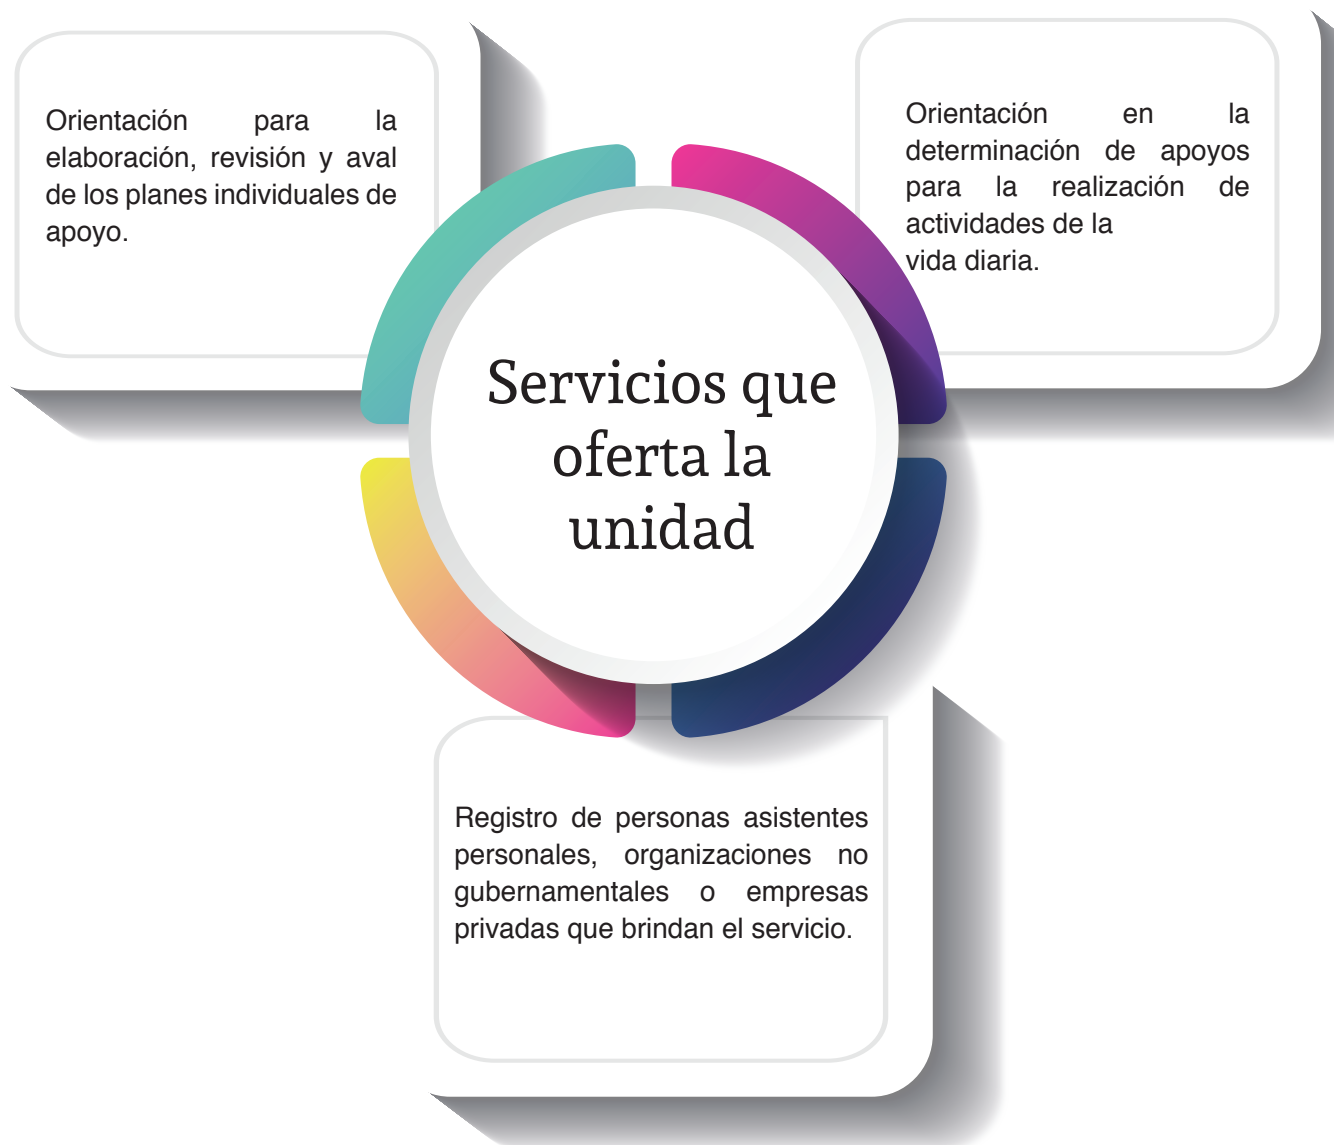 Orientación para la
elaboración, revisión y aval
de los planes individuales de
apoyo.
Orientación en la
determinación de apoyos
para la realización de
actividades de la
vida diaria.
Servicios que
oferta la
unidad
Registro de personas asistentes
personales, organizaciones no
gubernamentales o empresas
privadas que brindan el servicio.